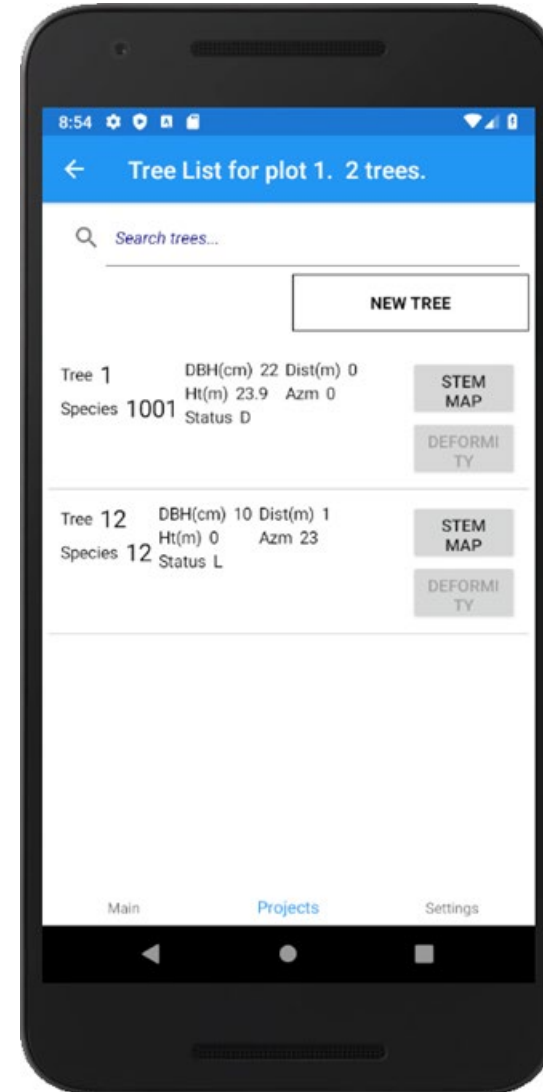 8:54
Tree List for plot 1. 2 trees.
Search trees...
NEW TREE
Tree 1
Species 1001
DBH(cm) 22 Dist(m) 0
Ht(m) 23.9 Azm 0
Status D
STEM
MAP
DEFORMI
TY
Tree 12
Species 12
DBH(cm) 10 Dist(m) 1
Ht(m) 0 Azm 23
Status L
STEM
MAP
DEFORMI
TY
Main Projects Settings